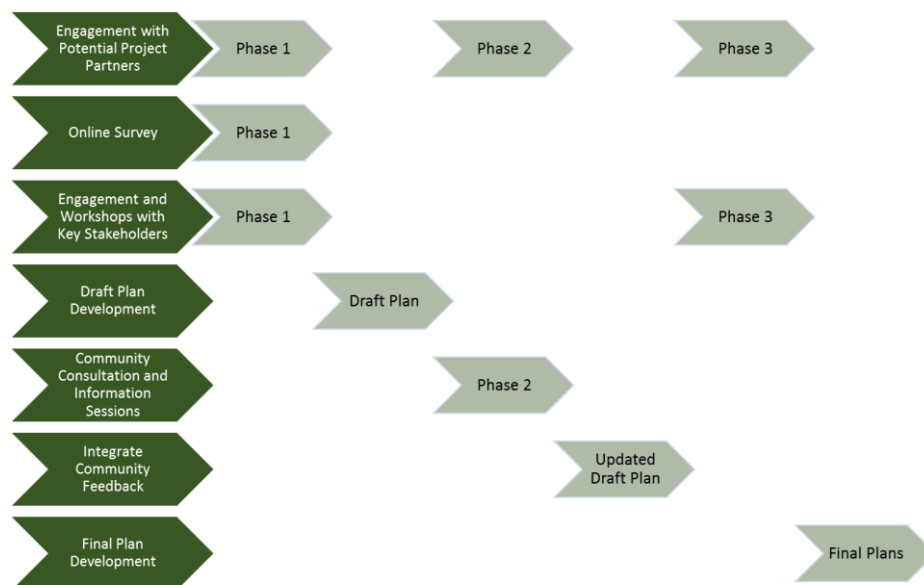 Engagement with
Potential Project
Partners
Phase 1
Phase 2
Phase 3
Online Survey
Phase 1
Engagement and
Workshops with
Key Stakeholders
Phase 1
Phase 3
Draft Plan
Development
Draft Plan
Community
Consultation and
Information
Sessions
Phase 2
Integrate
Community
Feedback
Updated
Draft Plan
Final Plan
Development
Final Plans